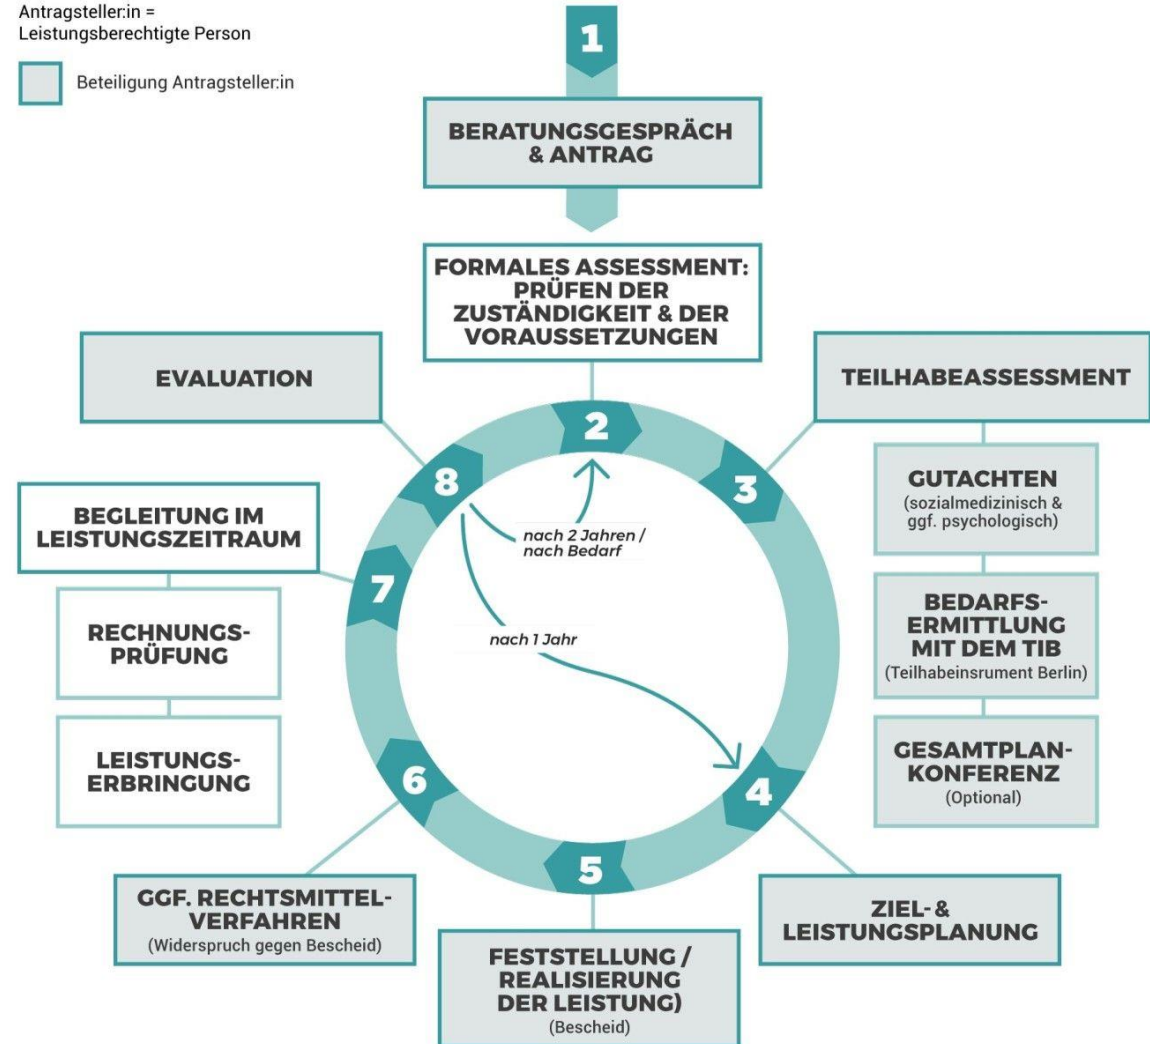 Antragsteller:in =
Leistungsberechtigte Person
Beteiligung Antragsteller:in
1
BERATUNGSGESPRÄCH
& ANTRAG
FORMALES ASSESSMENT:
PRÜFEN DER
ZUSTÄNDIGKEIT & DER
VORAUSSETZUNGEN
2
TEILHABEASSESSMENT
3
GUTACHTEN
(sozialmedizinisch &
ggf. psychologisch)
BEDARFS-
ERMITTLUNG
MIT DEM TIB
(Teilhabeinsrument Berlin)
GESAMTPLAN-
KONFERENZ
(Optional)
4
ZIEL- &
LEISTUNGSPLANUNG
5
FESTSTELLUNG /
REALISIERUNG
DER LEISTUNG)
(Bescheid)
6
GGF. RECHTSMITTEL-
VERFAHREN
(Widerspruch gegen Bescheid)
7
BEGLEITUNG IM
LEISTUNGSZEITRAUM
RECHNUNGS-
PRÜFUNG
LEISTUNGS-
ERBRINGUNG
8
EVALUATION
nach 2 Jahren /
nach Bedarf
nach 1 Jahr